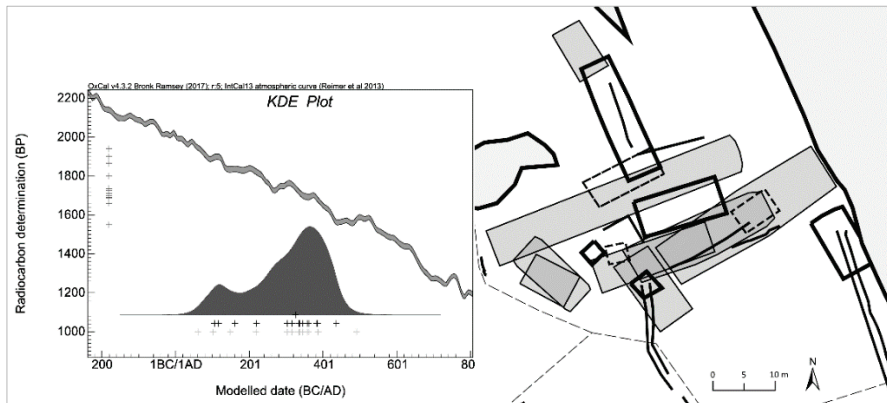 OxCal v4.3.2 Bronk Ramsey (2017); r:5; IntCal13 atmospheric curve (Reimer et al 2013)
KDE Plot
Radiocarbon determination (BP)
2200
2000
1800
1600
1400
1200
1000
200
1BC/1AD
201
401
601
80
Modelled date (BC/AD)
0 5 10 m
N